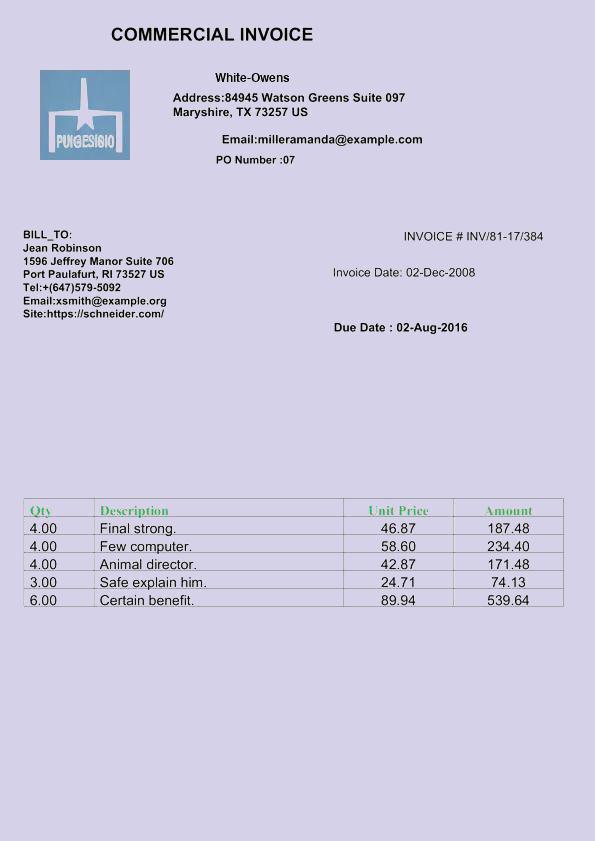 COMMERCIAL INVOICE
White-Owens
Address:84945 Watson Greens Suite 097
Maryshire, TX 73257 US
Email:milleramanda@example.com
PO Number :07
PUIGESIGIO
BILL_TO:
Jean Robinson
1596 Jeffrey Manor Suite 706
Port Paulafurt, RI 73527 US
Tel:+(647)579-5092
Email:xsmith@example.org
Site:https://schneider.com/
INVOICE # INV/81-17/384
Invoice Date: 02-Dec-2008
Due Date : 02-Aug-2016
Qty Description Unit Price Amount
4.00 Final strong. 46.87 187.48
4.00 Few computer. 58.60 234.40
4.00 Animal director. 42.87 171.48
3.00 Safe explain him. 24.71 74.13
6.00 Certain benefit. 89.94 539.64